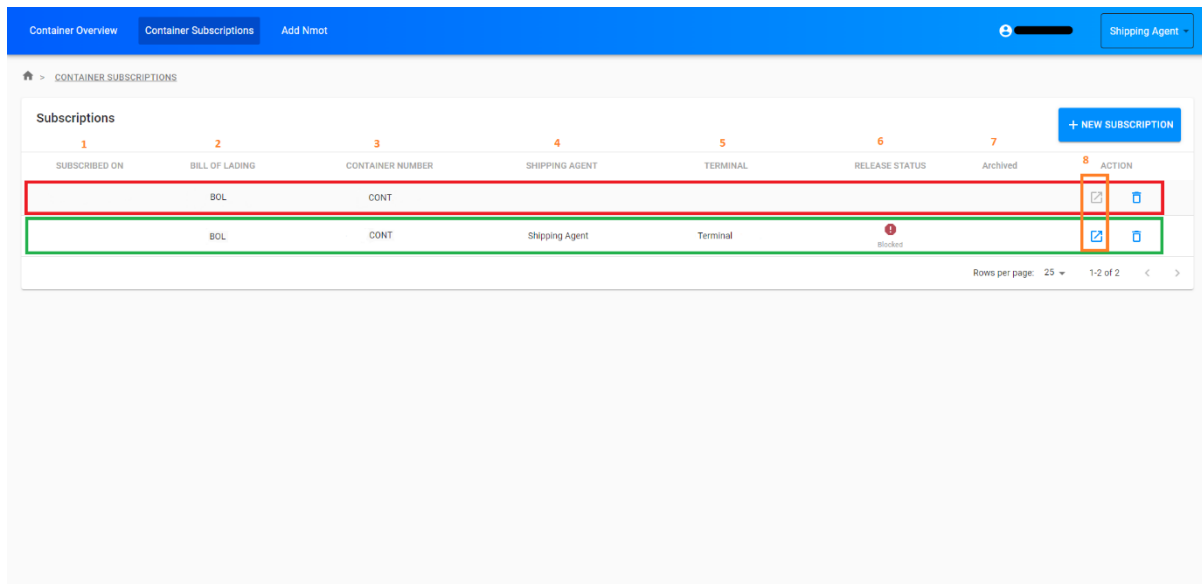 Container Overview Container Subscriptions Add Nmot Shipping Agent
> CONTAINER SUBSCRIPTIONS
Subscriptions
+ NEW SUBSCRIPTION
1 2 3 4 5 6 7 8
SUBSCRIBED ON BILL OF LADING CONTAINER NUMBER SHIPPING AGENT TERMINAL RELEASE STATUS Archived ACTION
BOL CONT
BOL CONT Shipping Agent Terminal Blocked
Rows per page: 25 1-2 of 2 < >